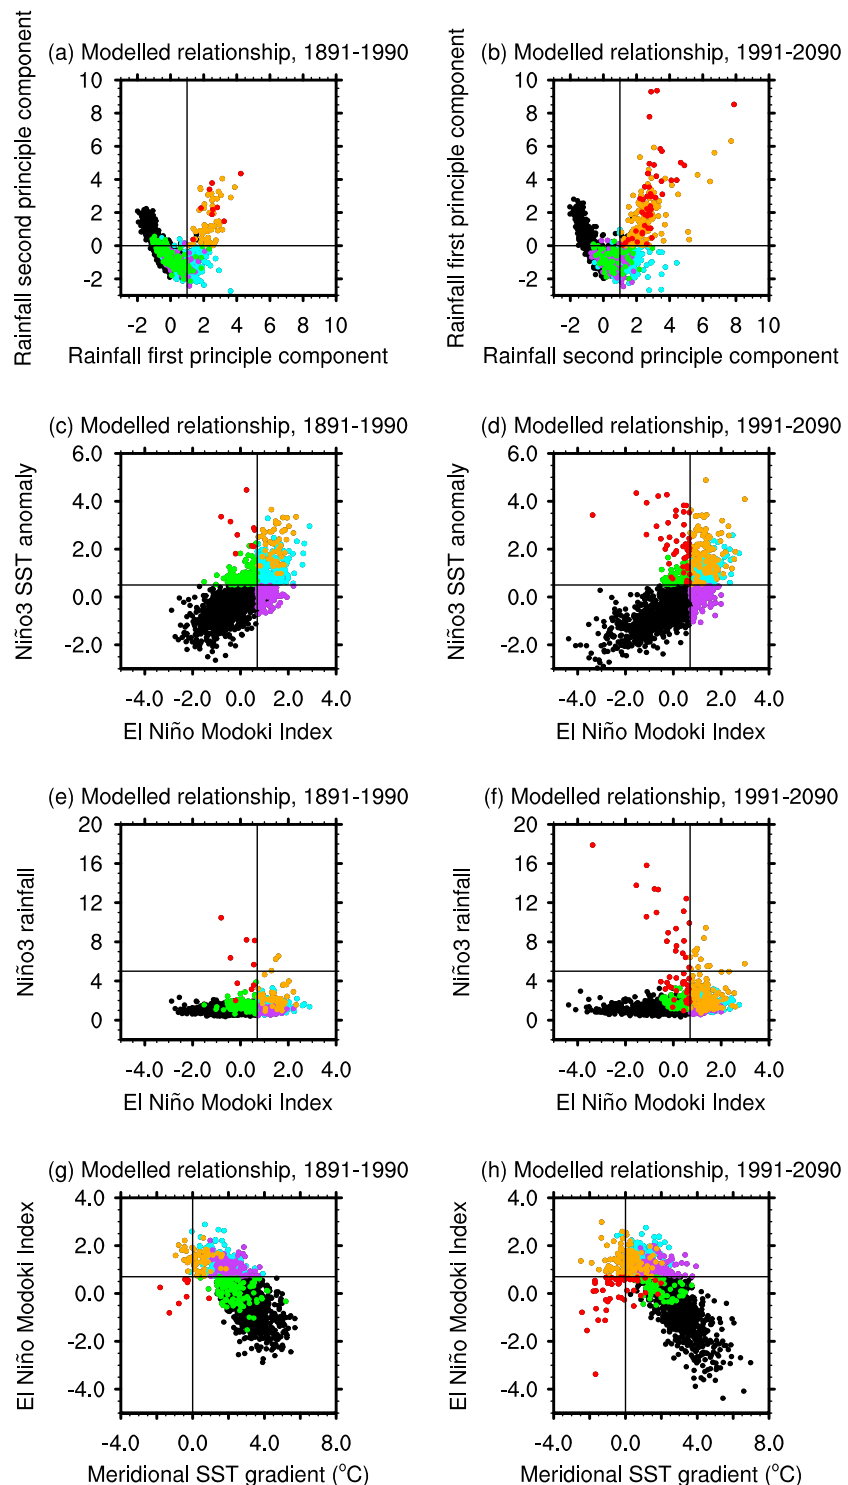 (a) Modelled relationship, 1891-1990
Rainfall second principle component
10
8
6
4
2
0
-2
-2 0 2 4 6 8 10
Rainfall first principle component
(b) Modelled relationship, 1991-2090
Rainfall first principle component
10
8
6
4
2
0
-2
-2 0 2 4 6 8 10
Rainfall second principle component
(c) Modelled relationship, 1891-1990
Niño3 SST anomaly
6.0
4.0
2.0
0.0
-2.0
-4.0 -2.0 0.0 2.0 4.0
El Niño Modoki Index
(d) Modelled relationship, 1991-2090
Niño3 SST anomaly
6.0
4.0
2.0
0.0
-2.0
-4.0 -2.0 0.0 2.0 4.0
El Niño Modoki Index
(e) Modelled relationship, 1891-1990
Niño3 rainfall
20
16
12
8
4
0
-4.0 -2.0 0.0 2.0 4.0
El Niño Modoki Index
(f) Modelled relationship, 1991-2090
Niño3 rainfall
20
16
12
8
4
0
-4.0 -2.0 0.0 2.0 4.0
El Niño Modoki Index
(g) Modelled relationship, 1891-1990
El Niño Modoki Index
4.0
2.0
0.0
-2.0
-4.0
0.0 4.0 8.0
Meridional SST gradient (°C)
(h) Modelled relationship, 1991-2090
El Niño Modoki Index
4.0
2.0
0.0
-2.0
-4.0
0.0 4.0 8.0
Meridional SST gradient (°C)